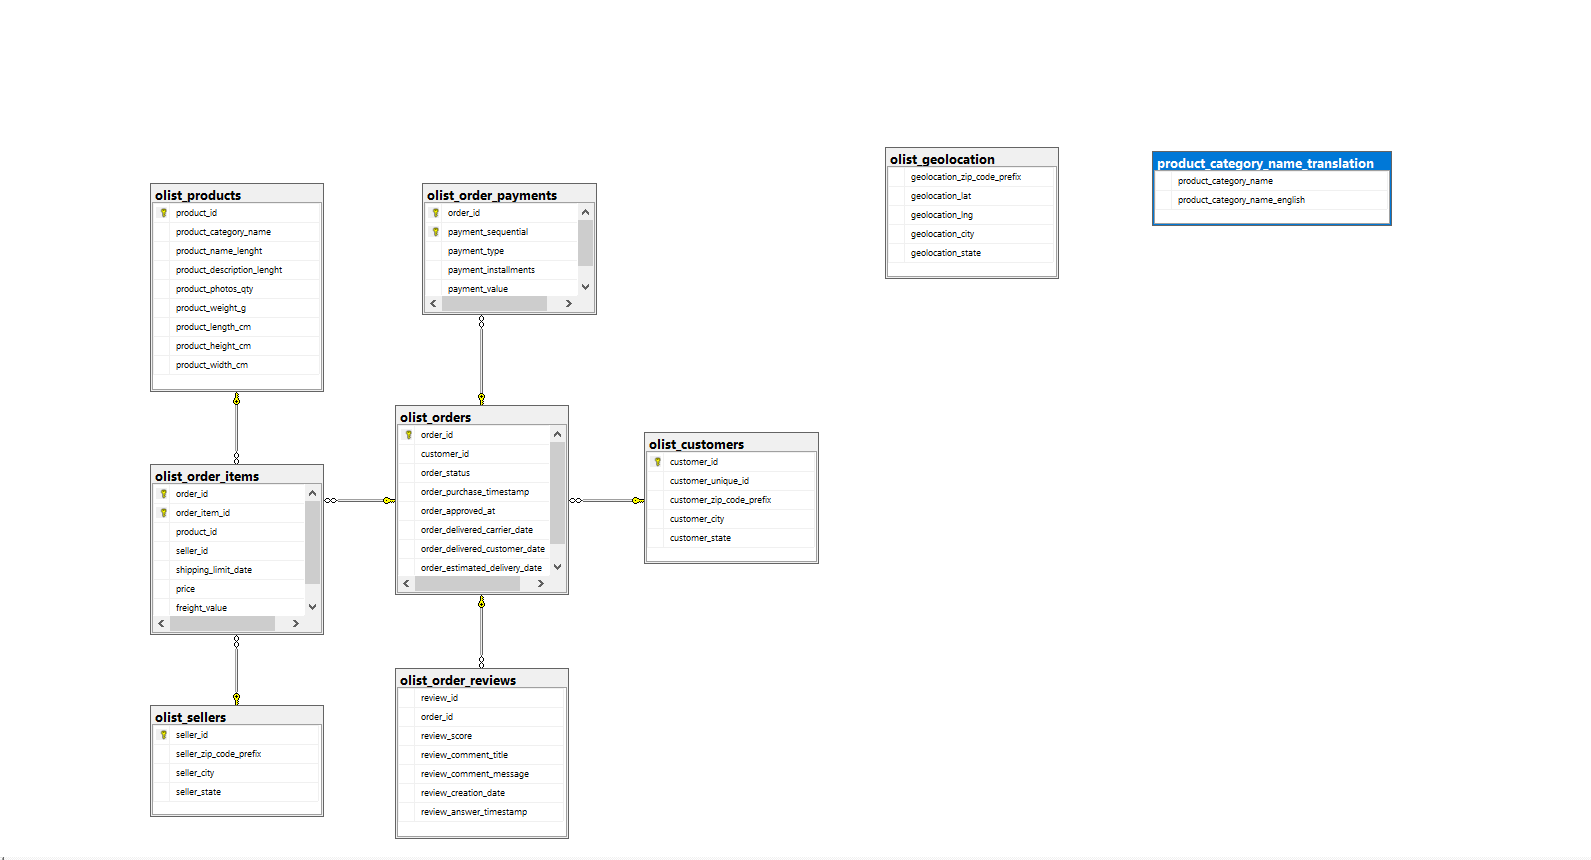 olist_products
product_id
product_category_name
product_name_lenght
product_description_lenght
product_photos_qty
product_weight_g
product_length_cm
product_height_cm
product_width_cm
olist_order_payments
order_id
payment_sequential
payment_type
payment_installments
payment_value
olist_geolocation
geolocation_zip_code_prefix
geolocation_lat
geolocation_lng
geolocation_city
geolocation_state
product_category_name_translation
product_category_name
product_category_name_english
olist_order_items
order_id
order_item_id
product_id
seller_id
shipping_limit_date
price
freight_value
olist_orders
order_id
customer_id
order_status
order_purchase_timestamp
order_approved_at
order_delivered_carrier_date
order_delivered_customer_date
order_estimated_delivery_date
olist_customers
customer_id
customer_unique_id
customer_zip_code_prefix
customer_city
customer_state
olist_sellers
seller_id
seller_zip_code_prefix
seller_city
seller_state
olist_order_reviews
review_id
order_id
review_score
review_comment_title
review_comment_message
review_creation_date
review_answer_timestamp